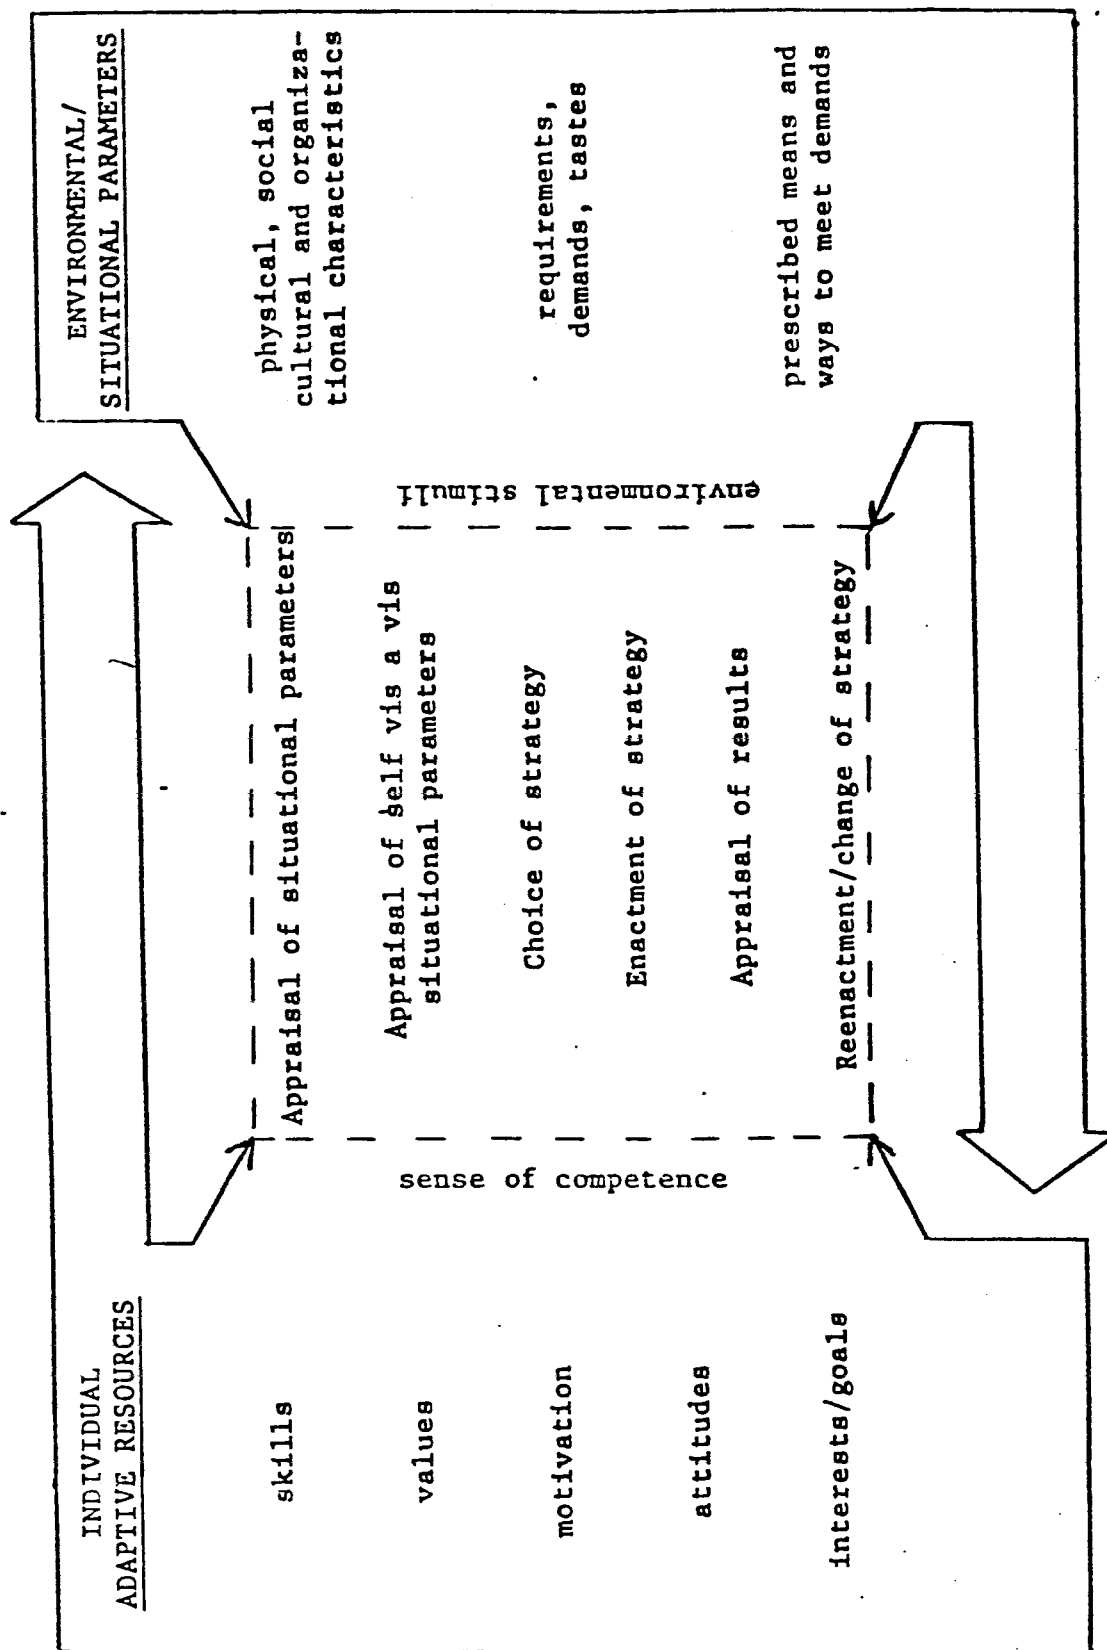 INDIVIDUAL
ADAPTIVE RESOURCES
skills
values
motivation
attitudes
interests/goals
sense of competence
Appraisal of situational parameters
Appraisal of self vis a vis
situational parameters
Choice of strategy
Enactment of strategy
Appraisal of results
Reenactment/change of strategy
environmental stimuli
ENVIRONMENTAL/
SITUATIONAL PARAMETERS
physical, social
cultural and organiza-
tional characteristics
requirements,
demands, tastes
prescribed means and
ways to meet demands